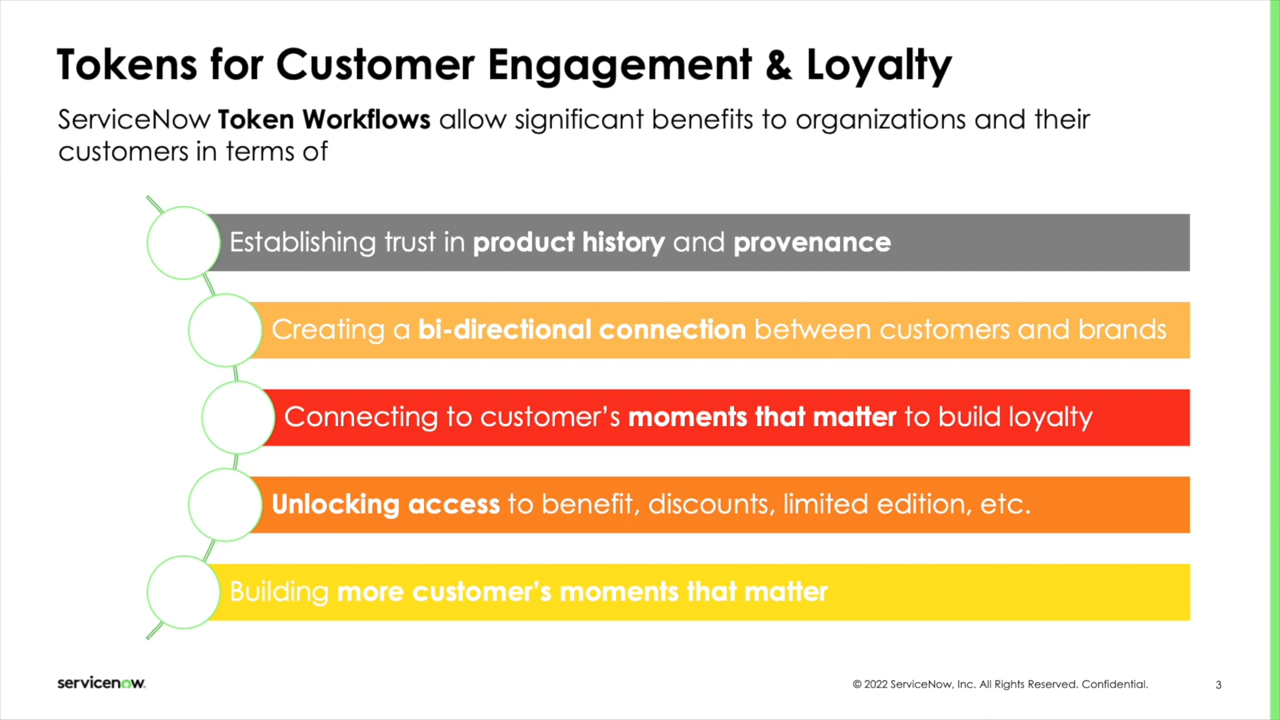 Tokens for Customer Engagement & Loyalty
ServiceNow Token Workflows allow significant benefits to organizations and their
customers in terms of
Establishing trust in product history and provenance
Creating a bi-directional connection between customers and brands
Connecting to customer’s moments that matter to build loyalty
Unlocking access to benefit, discounts, limited edition, etc.
Building more customer’s moments that matter
servicenow.
© 2022 ServiceNow, Inc. All Rights Reserved. Confidential.
3